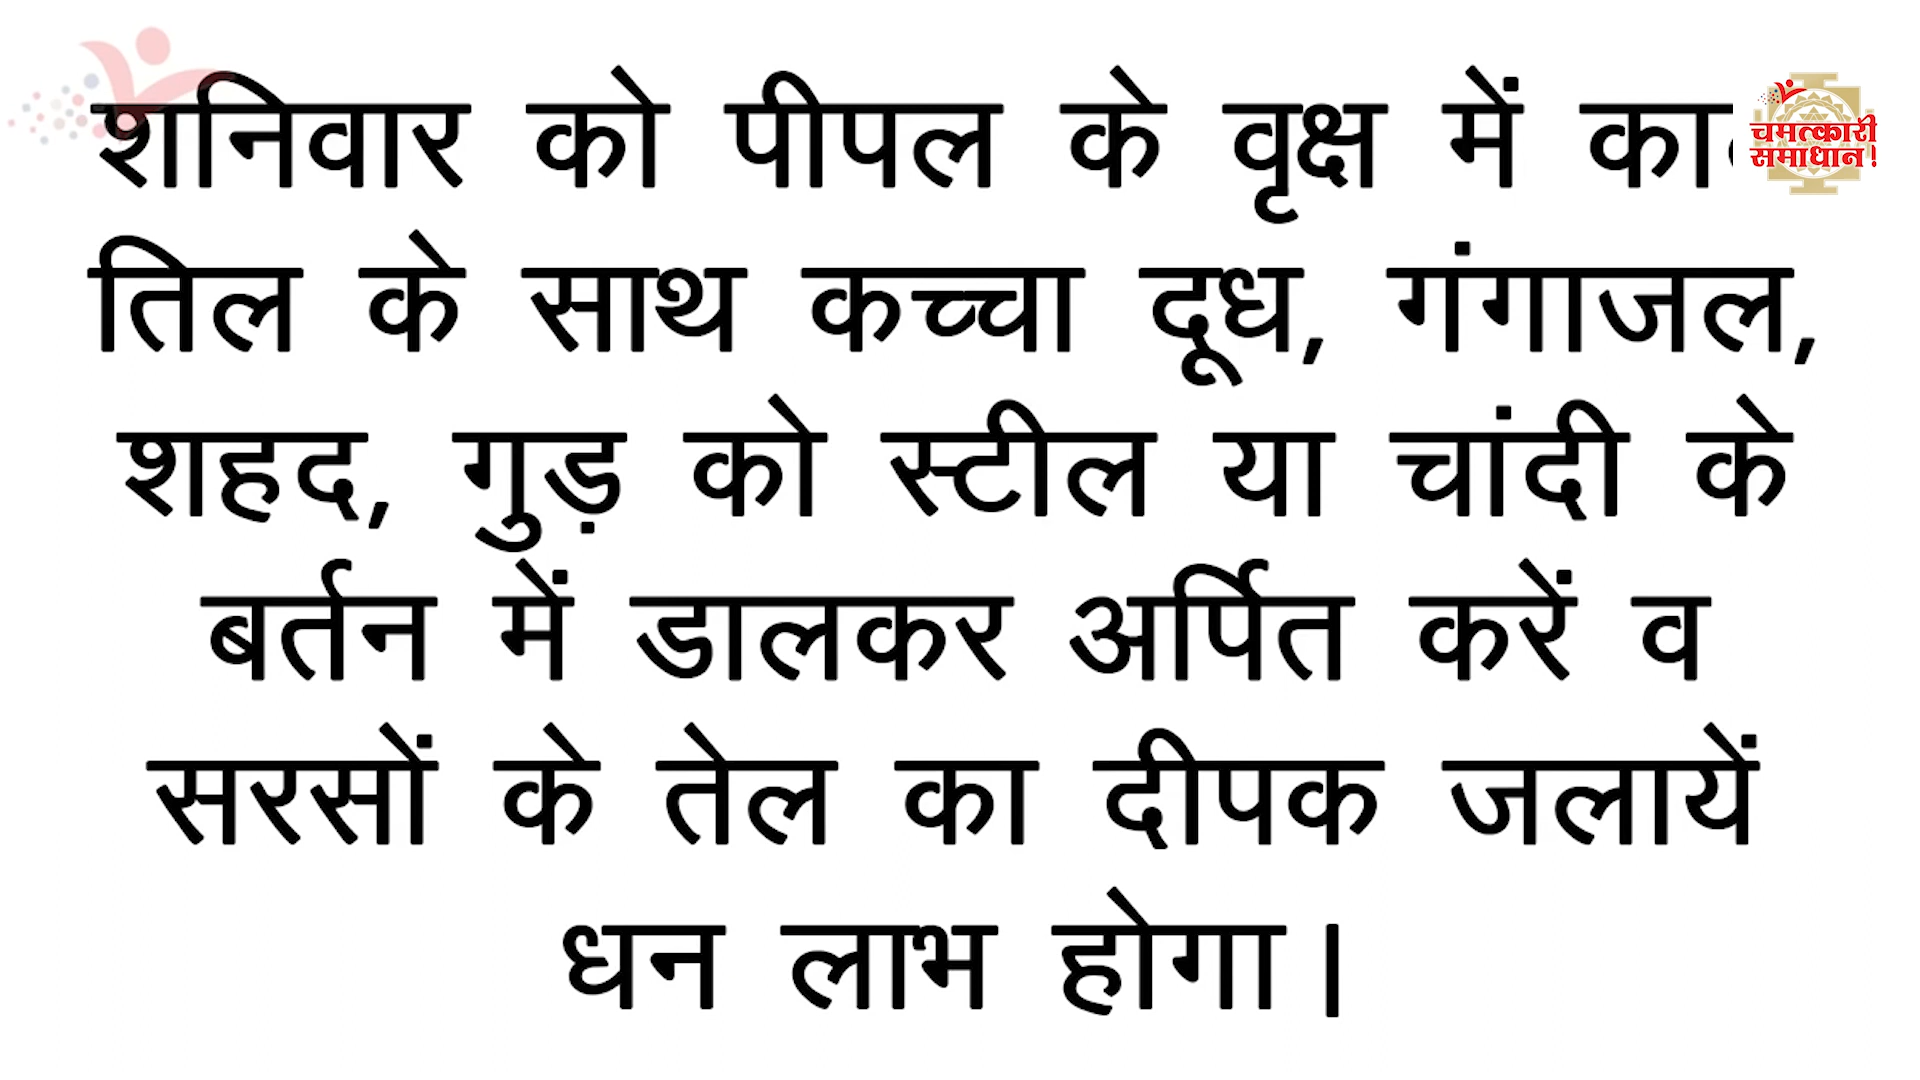 शनिवार को पीपल के वृक्ष में
तिल के साथ कच्चा दूध, गंगाजल,
शहद, गुड़ को स्टील या चांदी के
बर्तन में डालकर अर्पित करें व
सरसों के तेल का दीपक जलायें
धन लाभ होगा।
चमत्कारी
समाधान!